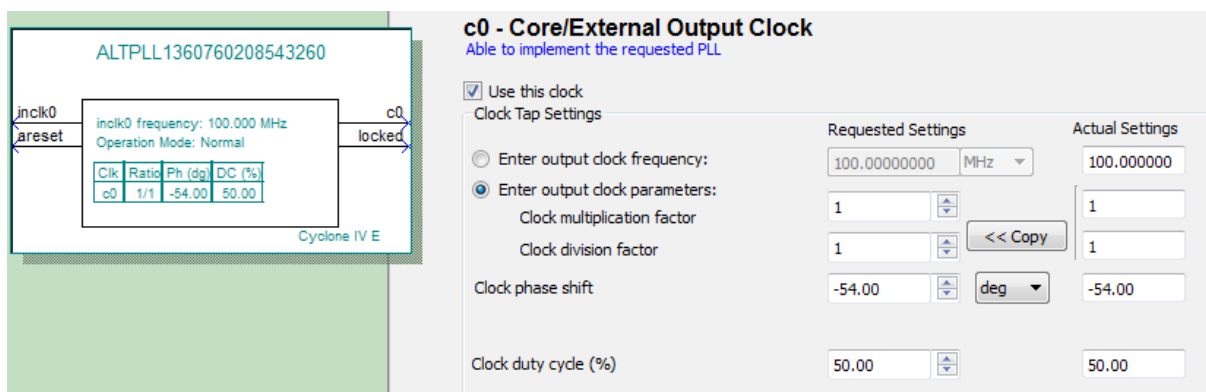 ALTPLL1360760208543260
inclk0
areset
inclk0 frequency: 100.000 MHz
Operation Mode: Normal
Clk Ratio Ph (dg) DC (%)
c0 1/1 -54.00 50.00
c0
locked
Cyclone IV E
c0 - Core/External Output Clock
Able to implement the requested PLL
Use this clock
Clock Tap Settings
Requested Settings Actual Settings
Enter output clock frequency: 100.00000000 MHz 100.000000
Enter output clock parameters:
Clock multiplication factor 1 1
<< Copy
Clock division factor 1 1
Clock phase shift -54.00 deg -54.00
Clock duty cycle (%) 50.00 50.00